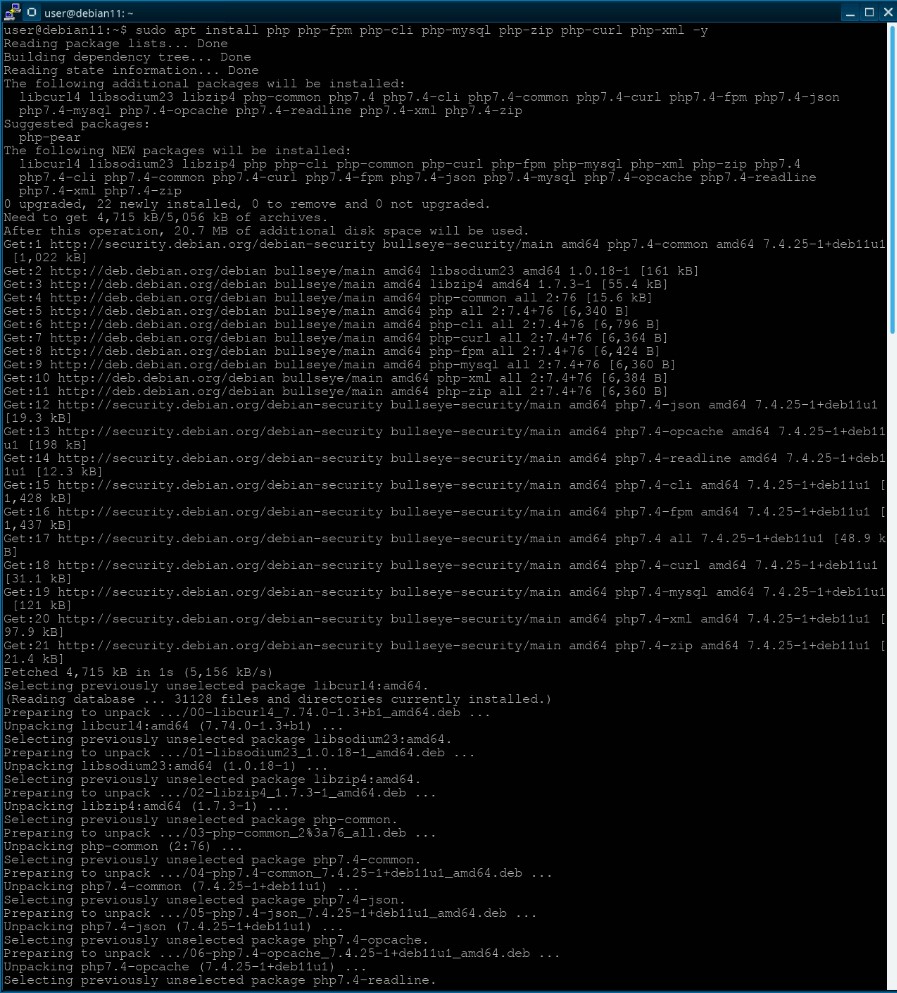 user@debian11: ~
user@debian11:~$ sudo apt install php php-fpm php-cli php-mysql php-zip php-curl php-xml -y
Reading package lists... Done
Building dependency tree... Done
Reading state information... Done
The following additional packages will be installed:
  libcurl4 libsodium23 libzip4 php-common php7.4 php7.4-cli php7.4-common php7.4-curl php7.4-fpm php7.4-json
  php7.4-mysql php7.4-opcache php7.4-readline php7.4-xml php7.4-zip
Suggested packages:
  php-pear
The following NEW packages will be installed:
  libcurl4 libsodium23 libzip4 php php-cli php-common php-curl php-fpm php-mysql php-xml php-zip php7.4
  php7.4-cli php7.4-common php7.4-curl php7.4-fpm php7.4-json php7.4-mysql php7.4-opcache php7.4-readline
  php7.4-xml php7.4-zip
0 upgraded, 22 newly installed, 0 to remove and 0 not upgraded.
Need to get 4,715 kB/5,056 kB of archives.
After this operation, 20.7 MB of additional disk space will be used.
Get:1 http://security.debian.org/debian-security bullseye-security/main amd64 php7.4-common amd64 7.4.25-1+deb11u1
 [1,022 kB]
Get:2 http://deb.debian.org/debian bullseye/main amd64 libsodium23 amd64 1.0.18-1 [161 kB]
Get:3 http://deb.debian.org/debian bullseye/main amd64 libzip4 amd64 1.7.3-1 [55.4 kB]
Get:4 http://deb.debian.org/debian bullseye/main amd64 php-common all 2:76 [15.6 kB]
Get:5 http://deb.debian.org/debian bullseye/main amd64 php all 2:7.4+76 [6,340 B]
Get:6 http://deb.debian.org/debian bullseye/main amd64 php-cli all 2:7.4+76 [6,796 B]
Get:7 http://deb.debian.org/debian bullseye/main amd64 php-curl all 2:7.4+76 [6,364 B]
Get:8 http://deb.debian.org/debian bullseye/main amd64 php-fpm all 2:7.4+76 [6,424 B]
Get:9 http://deb.debian.org/debian bullseye/main amd64 php-mysql all 2:7.4+76 [6,360 B]
Get:10 http://deb.debian.org/debian bullseye/main amd64 php-xml all 2:7.4+76 [6,384 B]
Get:11 http://deb.debian.org/debian bullseye/main amd64 php-zip all 2:7.4+76 [6,360 B]
Get:12 http://security.debian.org/debian-security bullseye-security/main amd64 php7.4-json amd64 7.4.25-1+deb11u1
[19.3 kB]
Get:13 http://security.debian.org/debian-security bullseye-security/main amd64 php7.4-opcache amd64 7.4.25-1+deb11
u1 [198 kB]
Get:14 http://security.debian.org/debian-security bullseye-security/main amd64 php7.4-readline amd64 7.4.25-1+deb1
1u1 [12.3 kB]
Get:15 http://security.debian.org/debian-security bullseye-security/main amd64 php7.4-cli amd64 7.4.25-1+deb11u1 [
1,428 kB]
Get:16 http://security.debian.org/debian-security bullseye-security/main amd64 php7.4-fpm amd64 7.4.25-1+deb11u1 [
1,437 kB]
Get:17 http://security.debian.org/debian-security bullseye-security/main amd64 php7.4 all 7.4.25-1+deb11u1 [48.9 k
B]
Get:18 http://security.debian.org/debian-security bullseye-security/main amd64 php7.4-curl amd64 7.4.25-1+deb11u1
[31.1 kB]
Get:19 http://security.debian.org/debian-security bullseye-security/main amd64 php7.4-mysql amd64 7.4.25-1+deb11u1
 [121 kB]
Get:20 http://security.debian.org/debian-security bullseye-security/main amd64 php7.4-xml amd64 7.4.25-1+deb11u1 [
97.9 kB]
Get:21 http://security.debian.org/debian-security bullseye-security/main amd64 php7.4-zip amd64 7.4.25-1+deb11u1 [
21.4 kB]
Fetched 4,715 kB in 1s (5,156 kB/s)
Selecting previously unselected package libcurl4:amd64.
(Reading database ... 31128 files and directories currently installed.)
Preparing to unpack .../00-libcurl4_7.74.0-1.3+b1_amd64.deb ...
Unpacking libcurl4:amd64 (7.74.0-1.3+b1) ...
Selecting previously unselected package libsodium23:amd64.
Preparing to unpack .../01-libsodium23_1.0.18-1_amd64.deb ...
Unpacking libsodium23:amd64 (1.0.18-1) ...
Selecting previously unselected package libzip4:amd64.
Preparing to unpack .../02-libzip4_1.7.3-1_amd64.deb ...
Unpacking libzip4:amd64 (1.7.3-1) ...
Selecting previously unselected package php-common.
Preparing to unpack .../03-php-common_2%3a76_all.deb ...
Unpacking php-common (2:76) ...
Selecting previously unselected package php7.4-common.
Preparing to unpack .../04-php7.4-common_7.4.25-1+deb11u1_amd64.deb ...
Unpacking php7.4-common (7.4.25-1+deb11u1) ...
Selecting previously unselected package php7.4-json.
Preparing to unpack .../05-php7.4-json_7.4.25-1+deb11u1_amd64.deb ...
Unpacking php7.4-json (7.4.25-1+deb11u1) ...
Selecting previously unselected package php7.4-opcache.
Preparing to unpack .../06-php7.4-opcache_7.4.25-1+deb11u1_amd64.deb ...
Unpacking php7.4-opcache (7.4.25-1+deb11u1) ...
Selecting previously unselected package php7.4-readline.